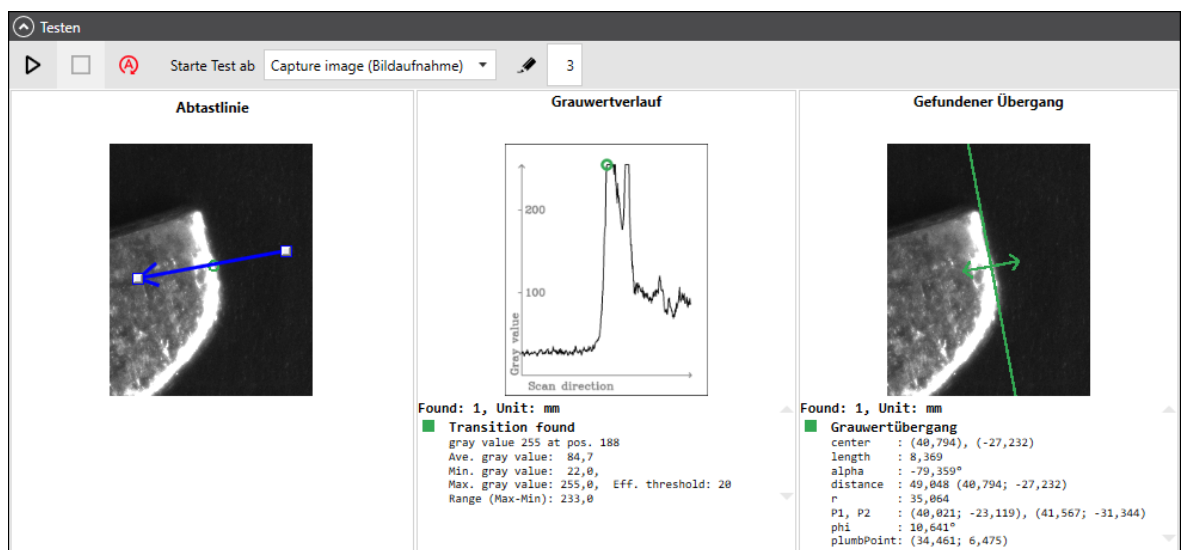 Testen
Starte Test ab Capture image (Bildaufnahme) 3
Abtastlinie
Grauwertverlauf
200
100
Gray value
Scan direction
Found: 1, Unit: mm
Transition found
gray value 255 at pos. 188
Ave. gray value: 84,7
Min. gray value: 22,0,
Max. gray value: 255,0, Eff. threshold: 20
Range (Max-Min): 233,0
Gefundener Übergang
Found: 1, Unit: mm
Grauwertübergang
center : (40,794), (-27,232)
length : 8,369
alpha : -79,359°
distance : 49,048 (40,794; -27,232)
r : 35,064
P1, P2 : (40,021; -23,119), (41,567; -31,344)
phi : 10,641°
plumbPoint: (34,461; 6,475)